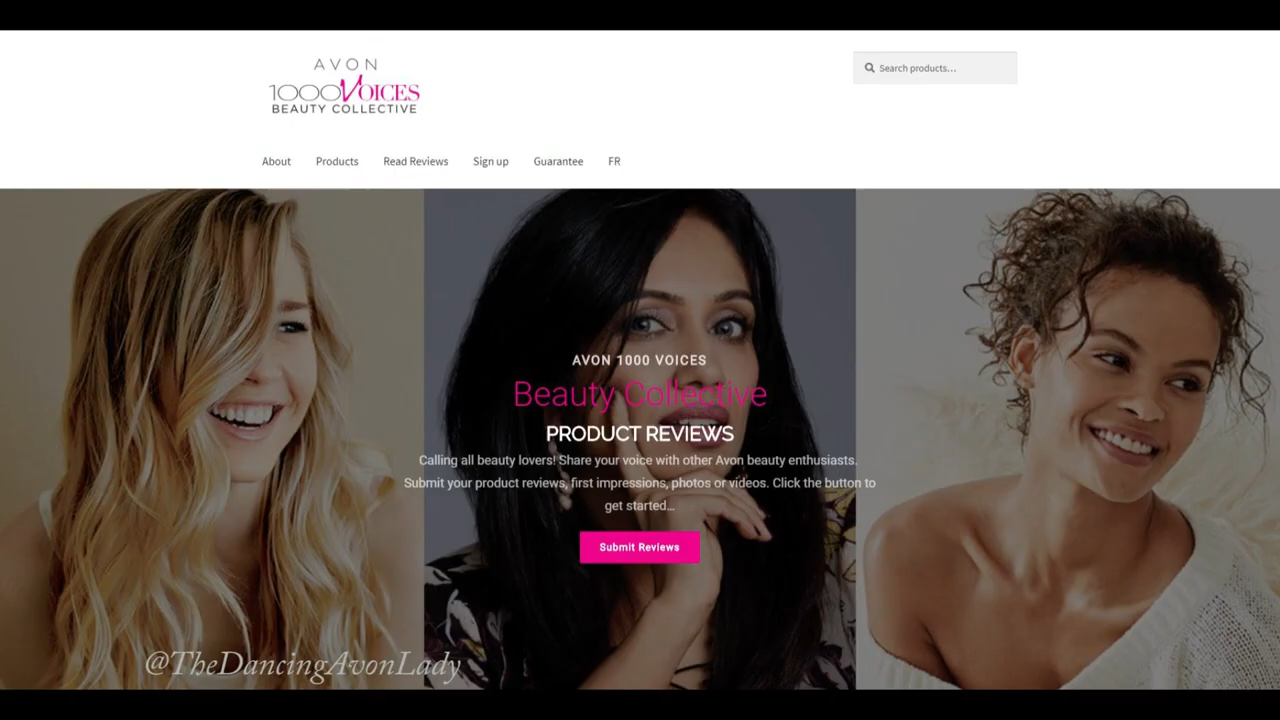 AVON
1000 VOICES
BEAUTY COLLECTIVE
Search products...
About Products Read Reviews Sign up Guarantee FR
AVON 1000 VOICES
Beauty Collective
PRODUCT REVIEWS
Calling all beauty lovers! Share your voice with other Avon beauty enthusiasts.
Submit your product reviews, first impressions, photos or videos. Click the button to
get started...
Submit Reviews
@TheDancingAvonLady